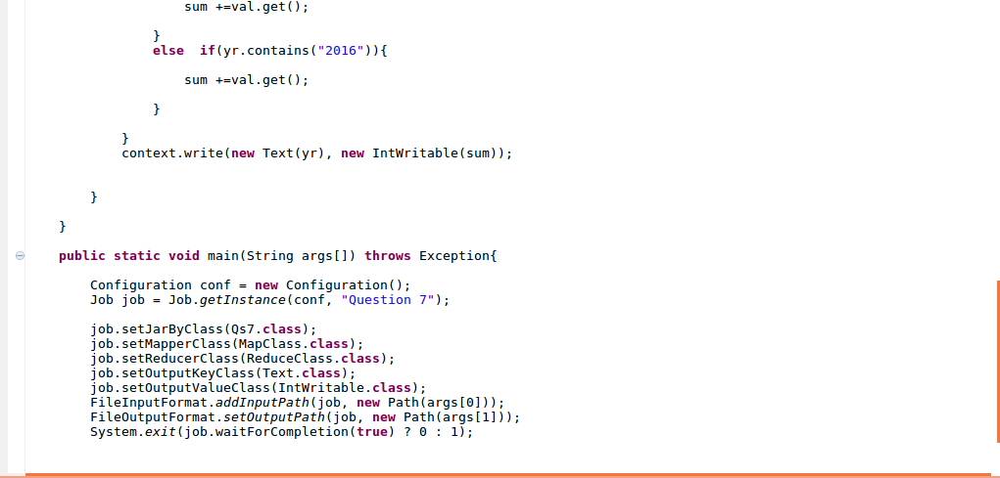 sum +=val.get();
}
else  if(yr.contains("2016")){
sum +=val.get();
}
}
context.write(new Text(yr), new IntWritable(sum));
}
}
public static void main(String args[]) throws Exception{
Configuration conf = new Configuration();
Job job = Job.getInstance(conf, "Question 7");
job.setJarByClass(Qs7.class);
job.setMapperClass(MapClass.class);
job.setReducerClass(ReduceClass.class);
job.setOutputKeyClass(Text.class);
job.setOutputValueClass(IntWritable.class);
FileInputFormat.addInputPath(job, new Path(args[0]));
FileOutputFormat.setOutputPath(job, new Path(args[1]));
System.exit(job.waitForCompletion(true) ? 0 : 1);